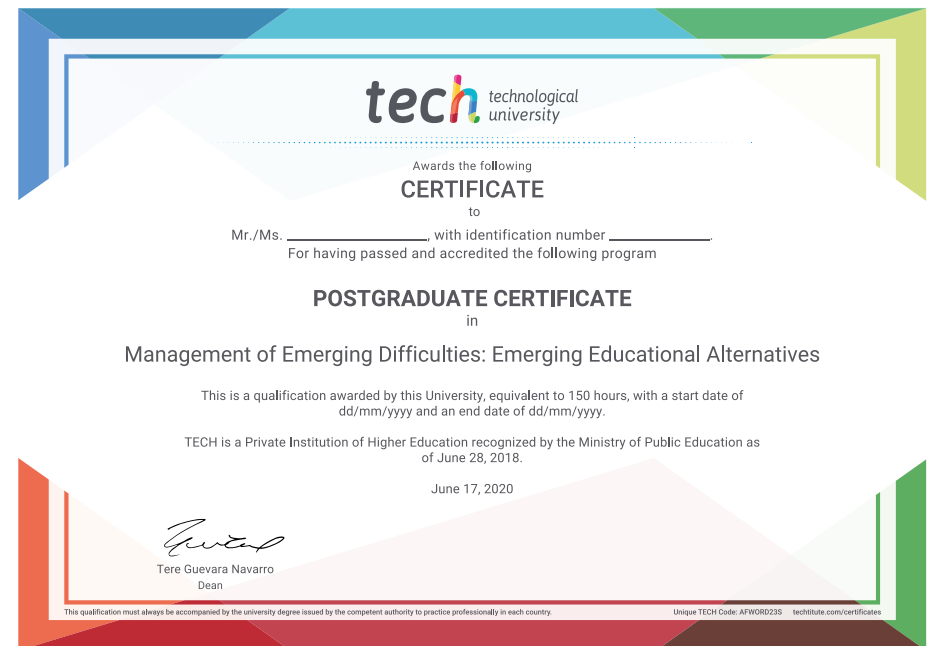 tech technological
university
Awards the following
CERTIFICATE
to
Mr./Ms. ____________, with identification number ____________.
For having passed and accredited the following program
POSTGRADUATE CERTIFICATE
in
Management of Emerging Difficulties: Emerging Educational Alternatives
This is a qualification awarded by this University, equivalent to 150 hours, with a start date of
dd/mm/yyyy and an end date of dd/mm/yyyy.
TECH is a Private Institution of Higher Education recognized by the Ministry of Public Education as
of June 28, 2018.
June 17, 2020
Tere Guevara Navarro
Dean
This qualification must always be accompanied by the university degree issued by the competent authority to practice professionally in each country. Unique TECH Code: AFWORD23S techtitute.com/certificates